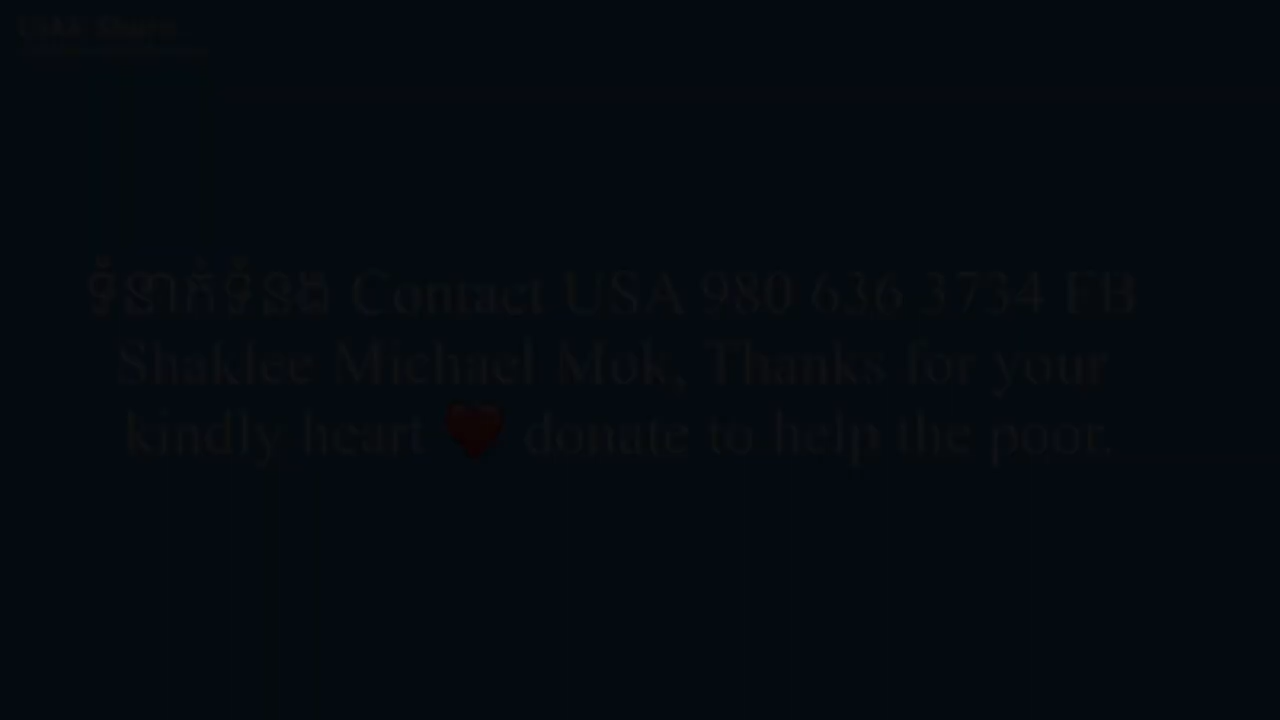 ទំនាក់ទំនង Contact USA 980 636 3734 FB
Shaklee Michael Mok, Thanks for your
kindly heart ❤ donate to help the poor.